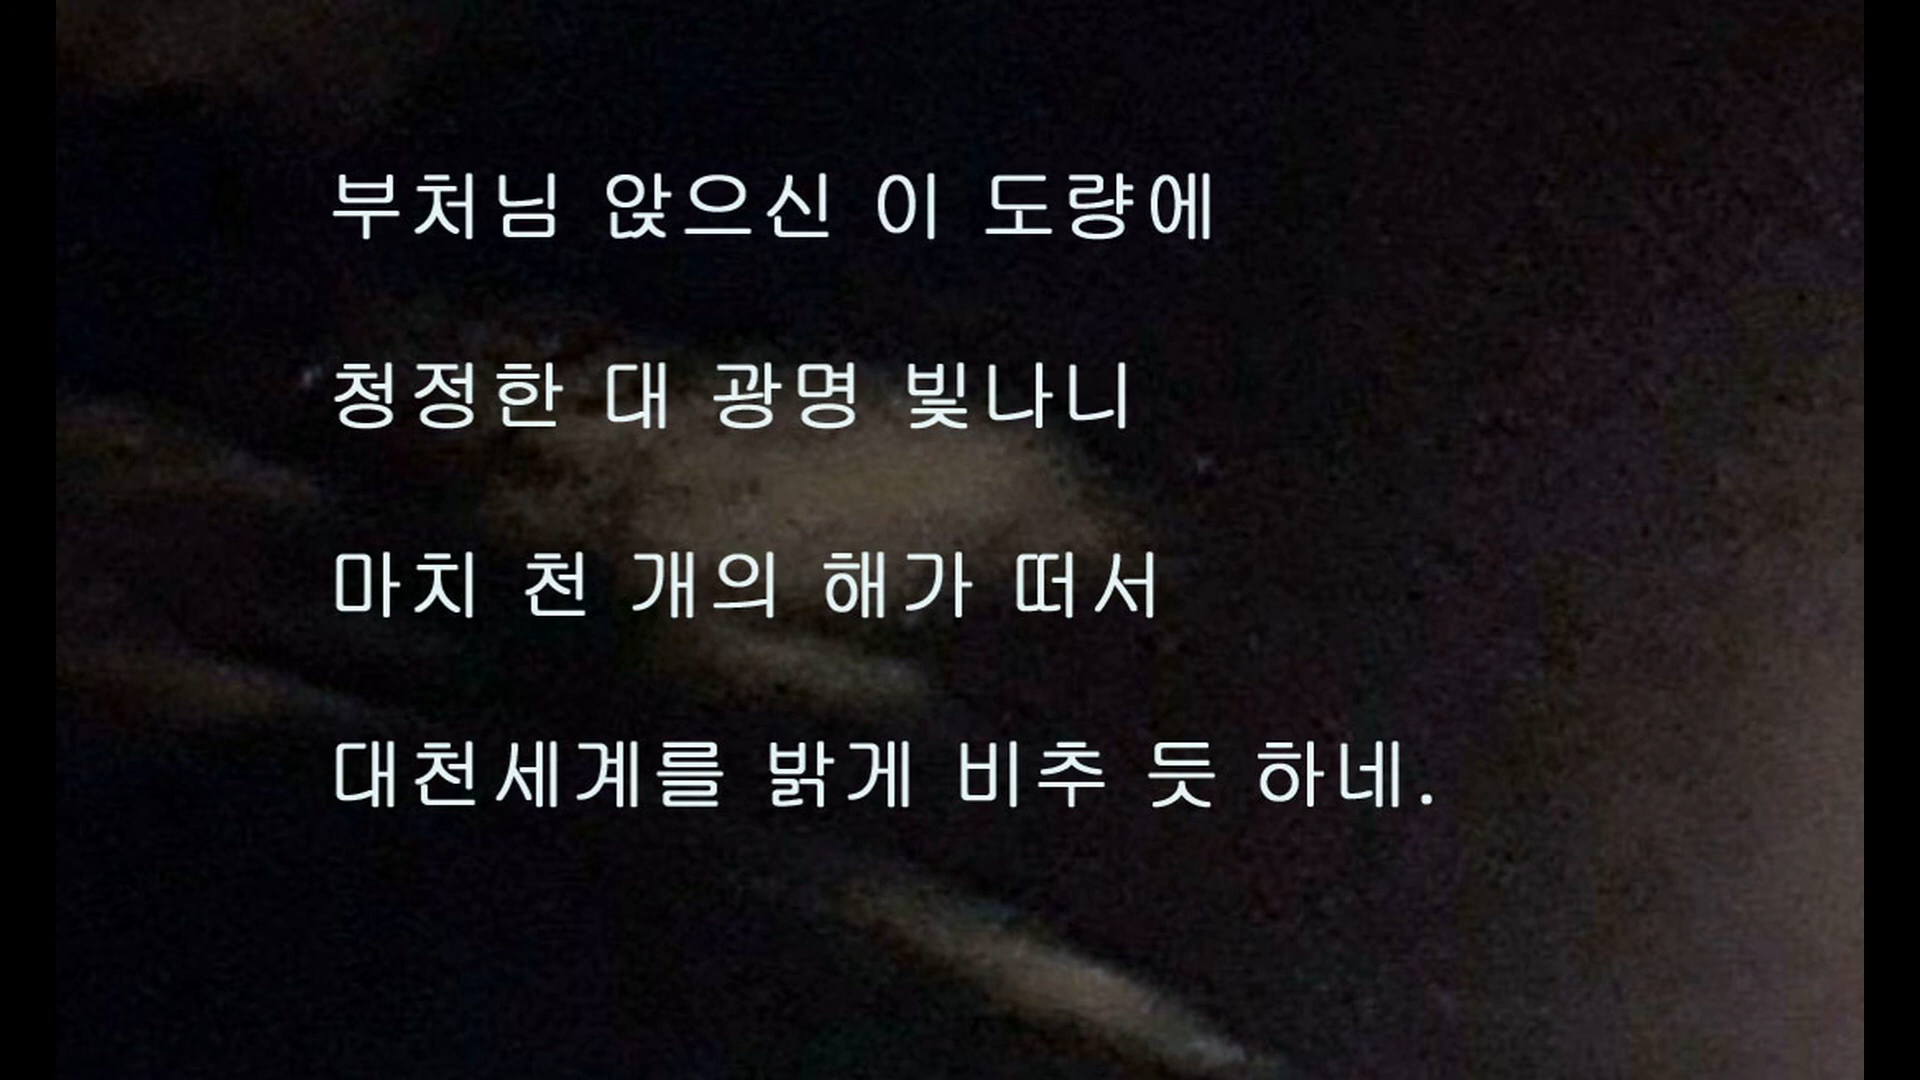 부처님 앉으신 이 도량에
청정한 대 광명 빛나니
마치 천 개의 해가 떠서
대천세계를 밝게 비추 듯 하네.